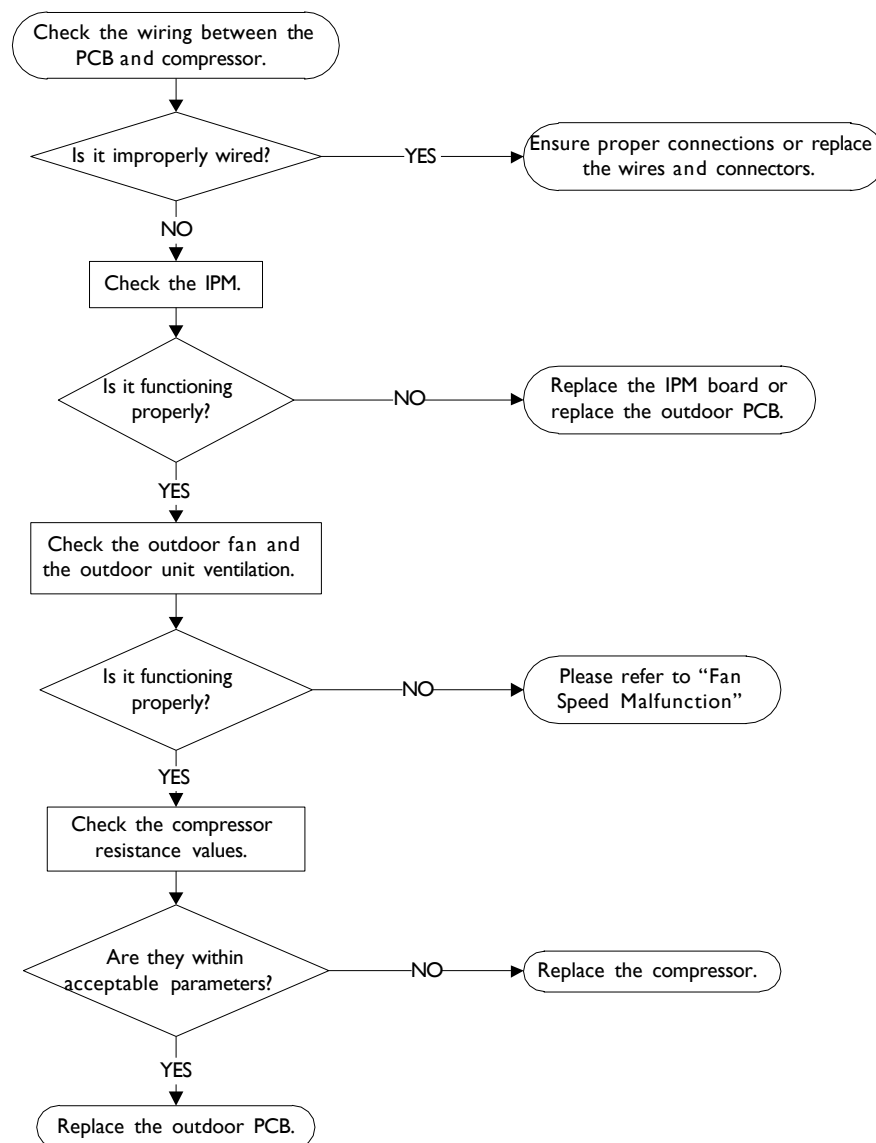 Check the wiring between the
PCB and compressor.
Is it improperly wired?
YES
Ensure proper connections or replace
the wires and connectors.
NO
Check the IPM.
Is it functioning
properly?
NO
Replace the IPM board or
replace the outdoor PCB.
YES
Check the outdoor fan and
the outdoor unit ventilation.
Is it functioning
properly?
NO
Please refer to “Fan
Speed Malfunction”
YES
Check the compressor
resistance values.
Are they within
acceptable parameters?
NO
Replace the compressor.
YES
Replace the outdoor PCB.